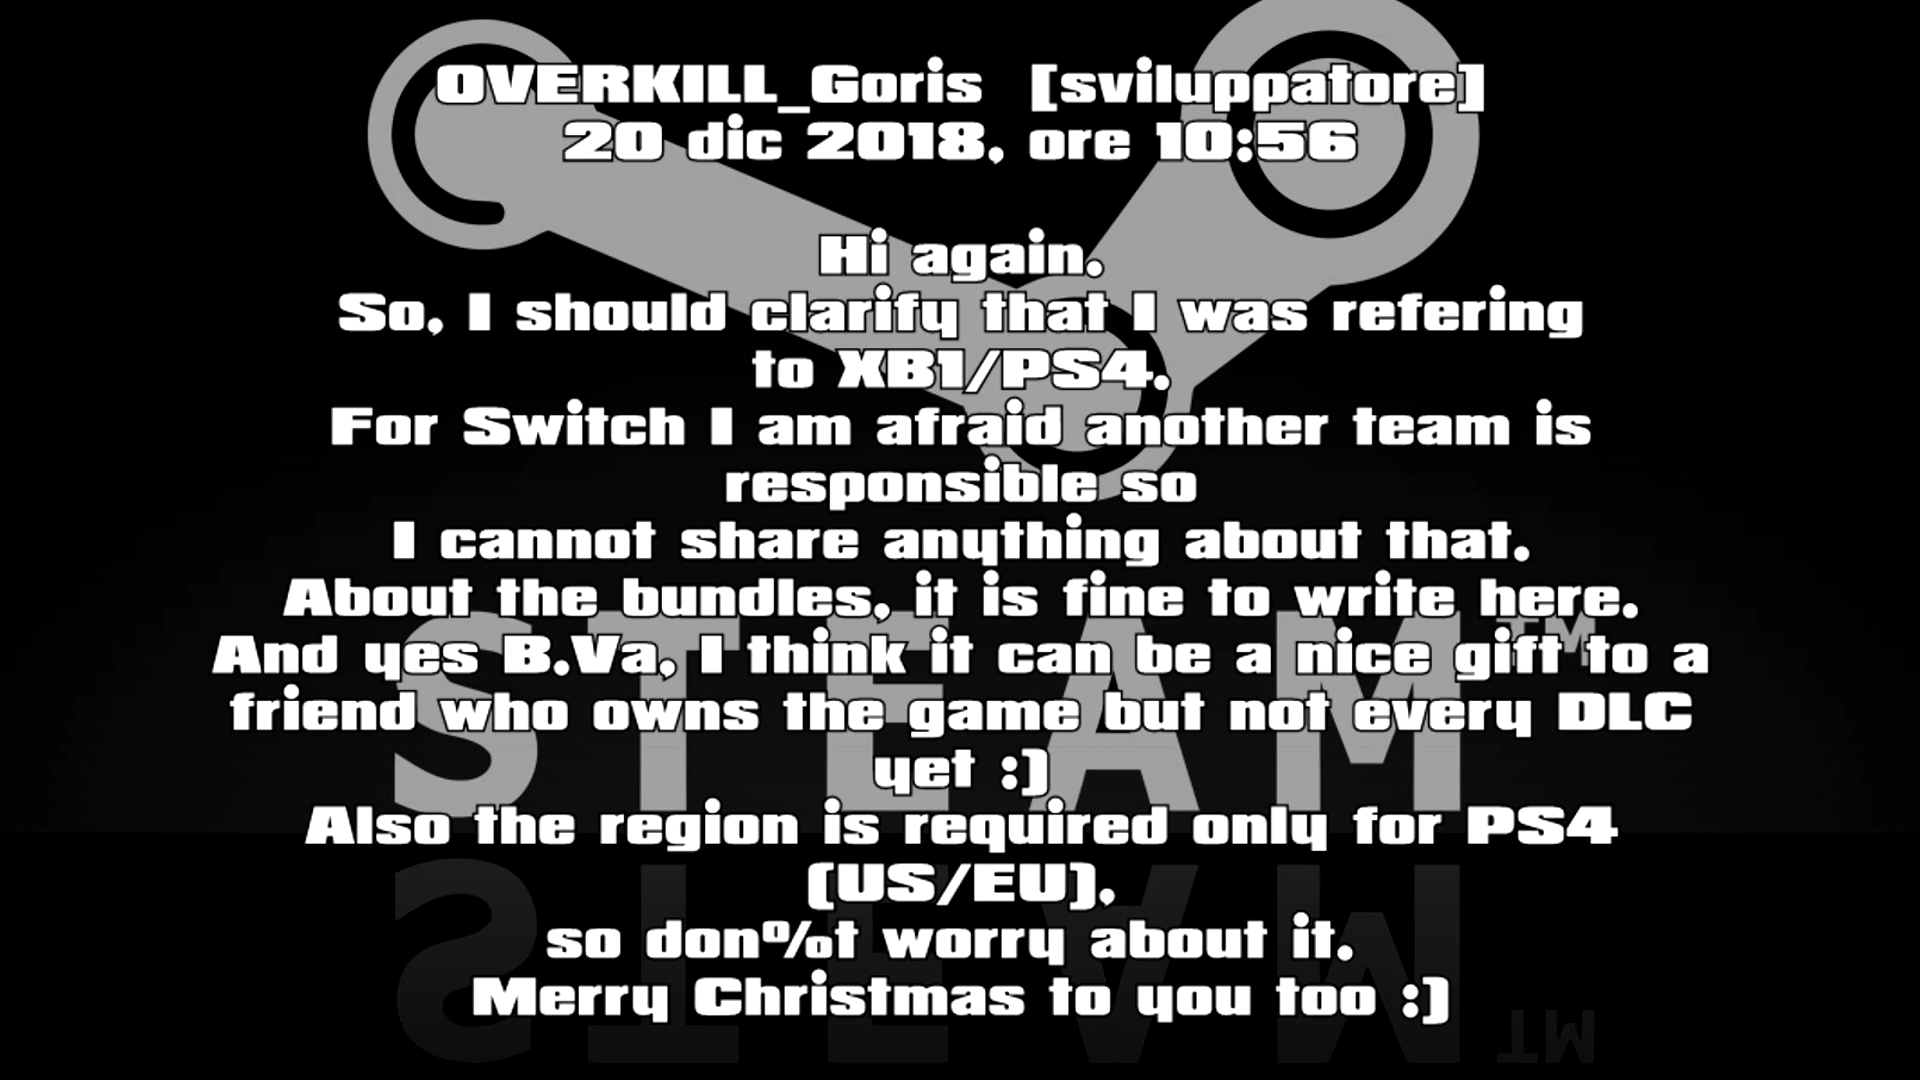 OVERKILL_Goris [sviluppatore]
20 dic 2018, ore 10:56
Hi again.
So, I should clarify that I was refering
to XB1/PS4.
For Switch I am afraid another team is
responsible so
I cannot share anything about that.
About the bundles, it is fine to write here.
And yes B.Va, I think it can be a nice gift to a
friend who owns the game but not every DLC
yet :)
Also the region is required only for PS4
(US/EU),
so don%t worry about it.
Merry Christmas to you too :)
STEAM™